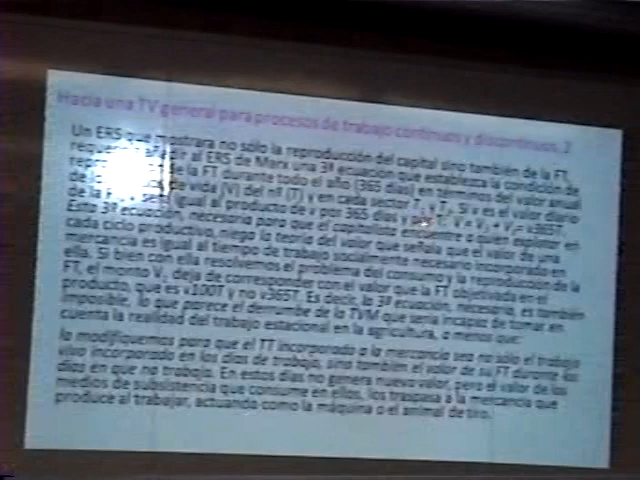 Hacia una TV general para procesos de trabajo continuos y discontinuos. 2
Un ERS que mostrara no sólo la reproducción del capital sino también de la FT,
al ERS de Marx una 3ª ecuación que establezca la condición de
de la FT durante todo el año (365 días) en términos del valor anual
de vida (V) del nº (T) y en cada sector T₁ y T₂. Si v es el valor diario
de la (igual al producto de v por 365 días y por T: V = V₁ + V₂ = v365T.
Esta 3ª ecuación, necesaria para que el capitalista encuentre a quien explotar en
cada ciclo productivo, niega la teoría del valor que señala que el valor de una
mercancía es igual al tiempo de trabajo socialmente necesario incorporado en
ella. Si bien con ella resolvemos el problema del consumo y la reproducción de la
FT, el monto V, deja de corresponder con el valor que la FT objetivada en el
producto, que es v100T y no v365T. Es decir, la 3ª ecuación, necesaria, es también
imposible, lo que parece el derrumbe de la TVM que sería incapaz de tomar en
cuenta la realidad del trabajo estacional en la agricultura, a menos que:
la modifiquemos para que el TT incorporado a la mercancía sea no sólo el trabajo
vivo incorporado en los días de trabajo, sino también el valor de su FT durante los
días en que no trabaja. En estos días no genera nuevo valor, pero el valor de los
medios de subsistencia que consume en ellos, los traspasa a la mercancía que
produce al trabajar, actuando como la máquina o el animal de tiro.